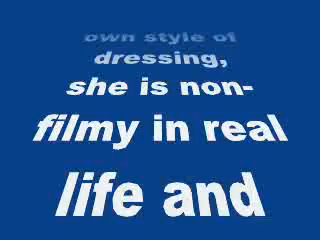 own style of
dressing,
she is non-
filmy in real
life and